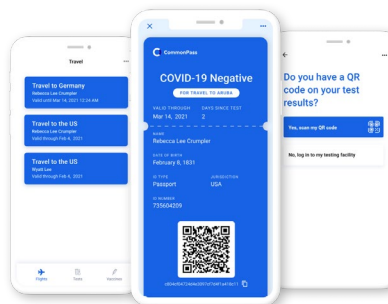 Travel
Travel to Germany
Rebecca Lee Crumpler
Valid until Mar 14, 2021 12:24 AM
Travel to the US
Rebecca Lee Crumpler
Valid through Feb 4, 2021
Travel to the US
Wyatt Lee
Valid through Feb 4, 2021
Flights
Tests
Vaccines
CommonPass
COVID-19 Negative
FOR TRAVEL TO ARUBA
VALID THROUGH
DAYS SINCE TEST
Mar 14, 2021
2
NAME
Rebecca Lee Crumpler
DATE OF BIRTH
February 8, 1831
ID TYPE
JURISDICTION
Passport
USA
ID NUMBER
735604209
Do you have a QR
code on your test
results?
Yes, scan my QR code
No, log in to my testing facility